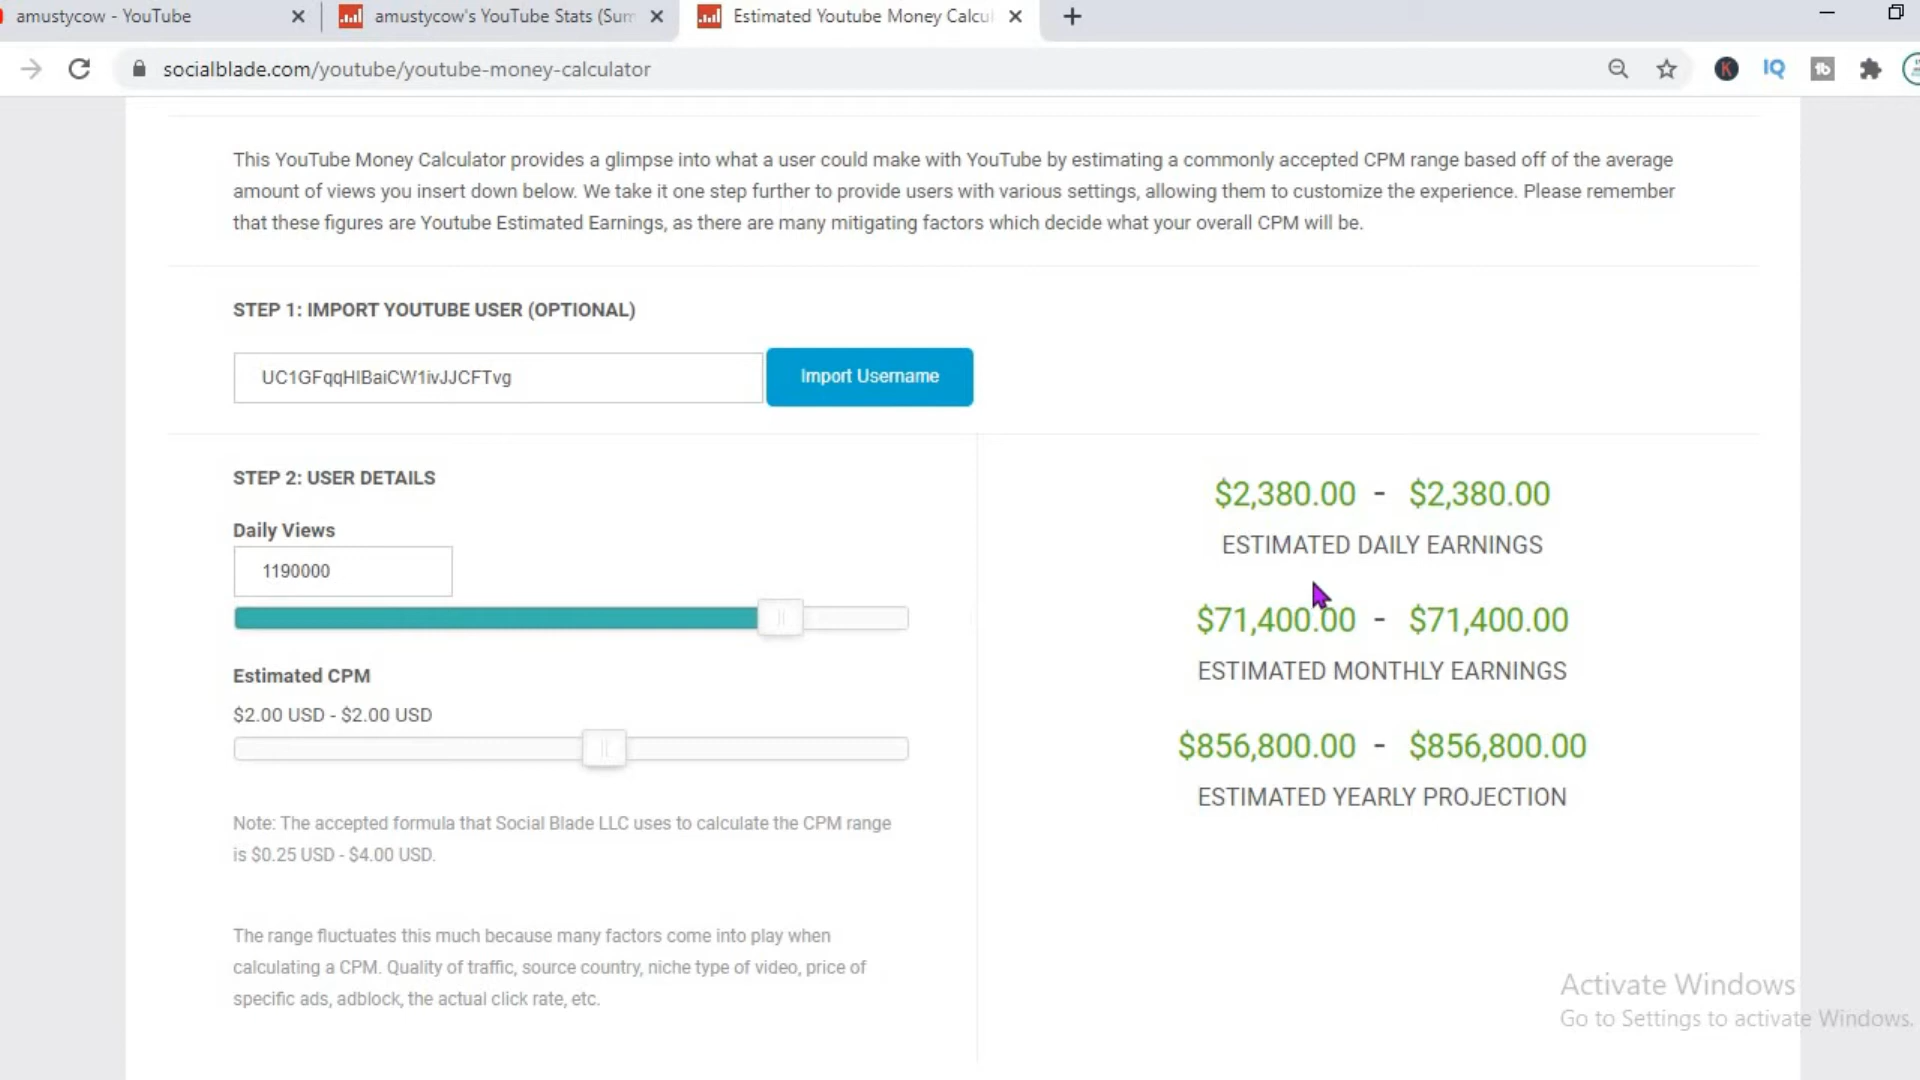 amustycow - YouTube
amustycow's YouTube Stats (Sum
Estimated Youtube Money Calcul
socialblade.com/youtube/youtube-money-calculator
K
IQ
tb
This YouTube Money Calculator provides a glimpse into what a user could make with YouTube by estimating a commonly accepted CPM range based off of the average
amount of views you insert down below. We take it one step further to provide users with various settings, allowing them to customize the experience. Please remember
that these figures are Youtube Estimated Earnings, as there are many mitigating factors which decide what your overall CPM will be.
STEP 1: IMPORT YOUTUBE USER (OPTIONAL)
UC1GFqqHIBaiCW1ivJJCFTvg
Import Username
STEP 2: USER DETAILS
Daily Views
1190000
Estimated CPM
$2.00 USD - $2.00 USD
Note: The accepted formula that Social Blade LLC uses to calculate the CPM range
is $0.25 USD - $4.00 USD.
The range fluctuates this much because many factors come into play when
calculating a CPM. Quality of traffic, source country, niche type of video, price of
specific ads, adblock, the actual click rate, etc.
$2,380.00 - $2,380.00
ESTIMATED DAILY EARNINGS
$71,400.00 - $71,400.00
ESTIMATED MONTHLY EARNINGS
$856,800.00 - $856,800.00
ESTIMATED YEARLY PROJECTION
Activate Windows
Go to Settings to activate Windows.